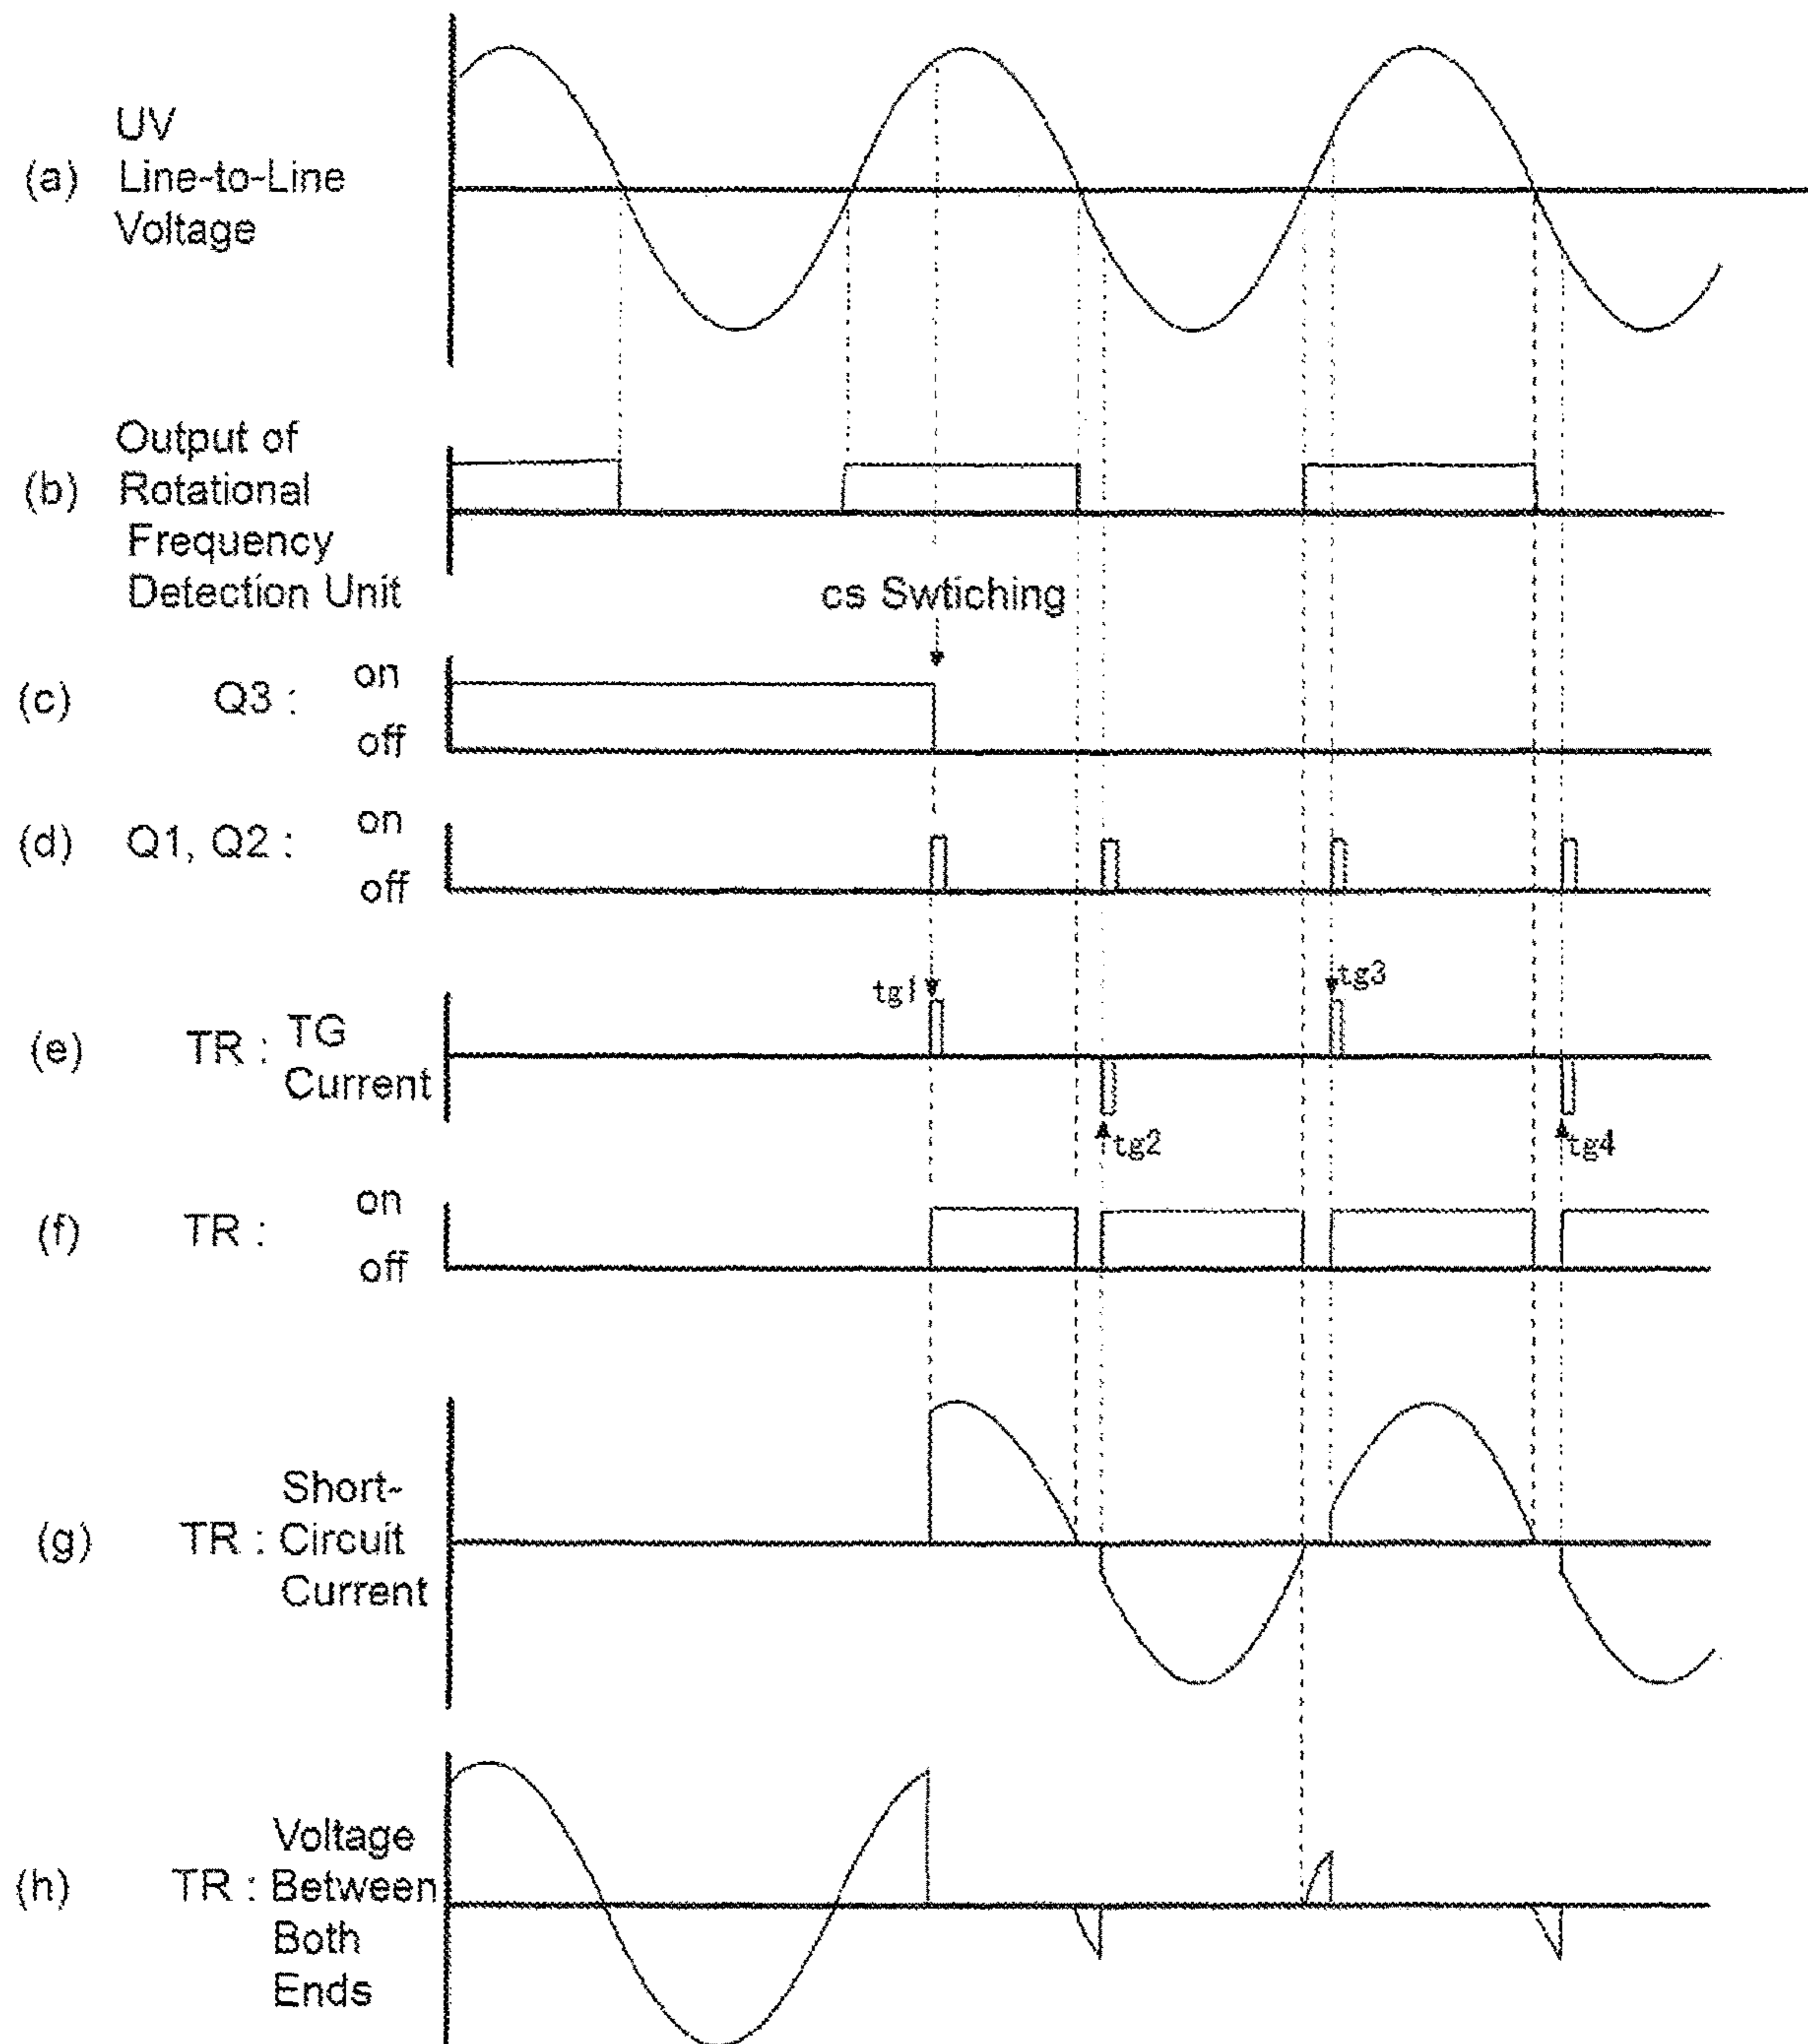 UV
(a) Line-to-Line
Voltage
Output of
(b) Rotational
Frequency
Detection Unit
cs Swtiching
(c) Q3 : on
off
(d) Q1, Q2 : on
off
tg1
tg3
(e) TR : TG
Current
tg2
tg4
(f) TR : on
off
Short-
(g) TR : Circuit
Current
Voltage
(h) TR : Between
Both
Ends